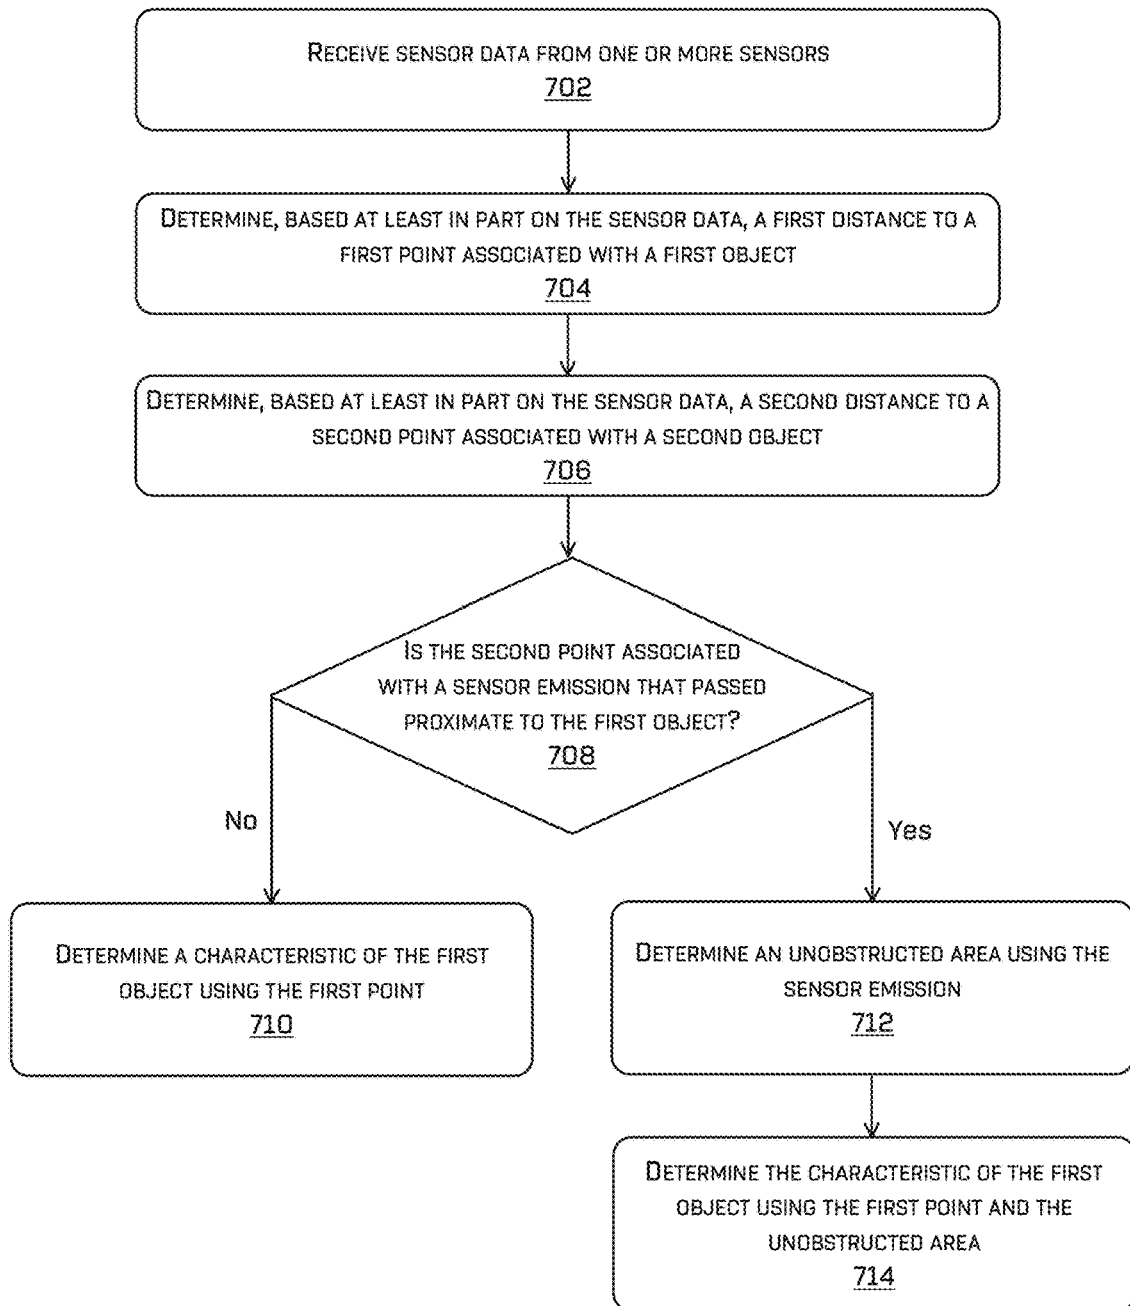 RECEIVE SENSOR DATA FROM ONE OR MORE SENSORS
702
DETERMINE, BASED AT LEAST IN PART ON THE SENSOR DATA, A FIRST DISTANCE TO A
FIRST POINT ASSOCIATED WITH A FIRST OBJECT
704
DETERMINE, BASED AT LEAST IN PART ON THE SENSOR DATA, A SECOND DISTANCE TO A
SECOND POINT ASSOCIATED WITH A SECOND OBJECT
706
IS THE SECOND POINT ASSOCIATED
WITH A SENSOR EMISSION THAT PASSED
PROXIMATE TO THE FIRST OBJECT?
708
No
Yes
DETERMINE A CHARACTERISTIC OF THE FIRST
OBJECT USING THE FIRST POINT
710
DETERMINE AN UNOBSTRUCTED AREA USING THE
SENSOR EMISSION
712
DETERMINE THE CHARACTERISTIC OF THE FIRST
OBJECT USING THE FIRST POINT AND THE
UNOBSTRUCTED AREA
714